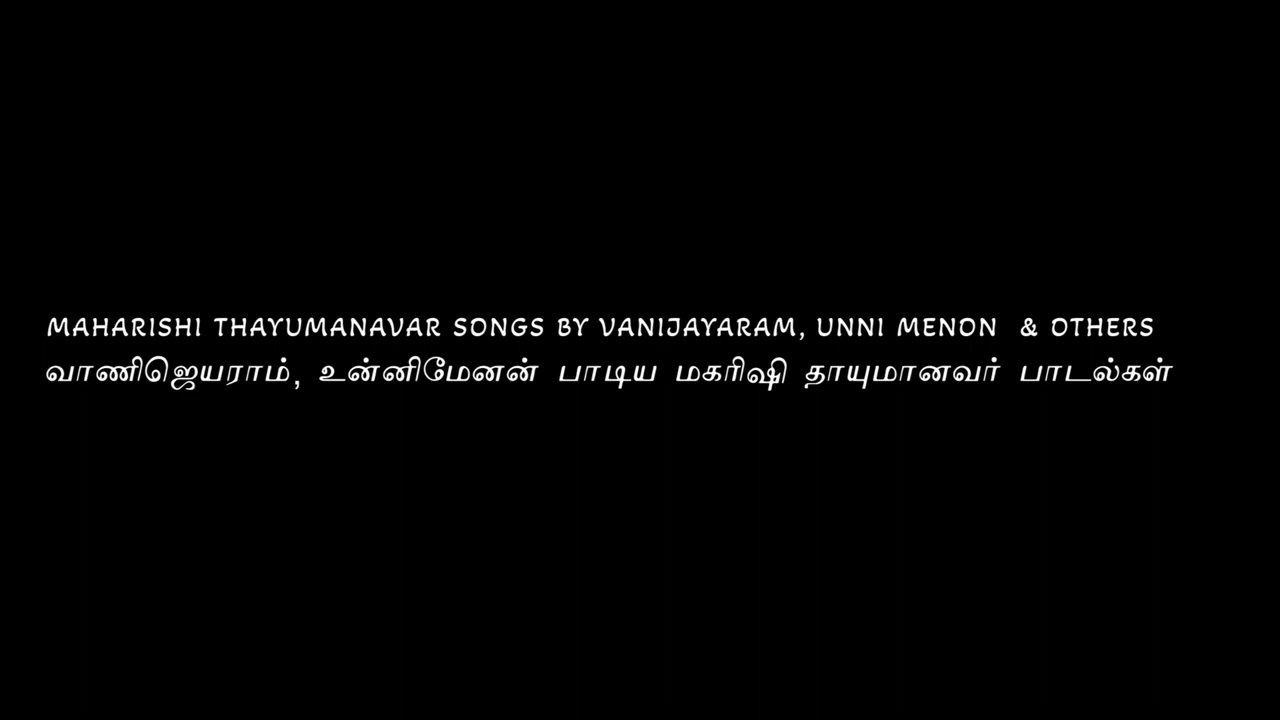 MAHARISHI THAYUMANAVAR SONGS BY VANIJAYARAM, UNNI MENON & OTHERS
வாணிஜெயராம், உன்னிமேனன் பாடிய மகரிஷி தாயுமானவர் பாடல்கள்